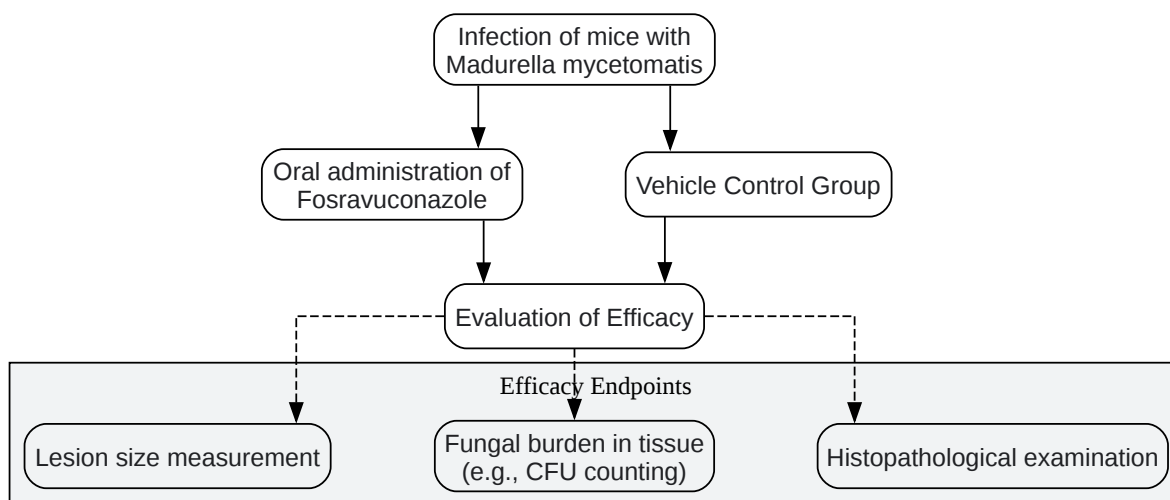 Infection of mice with
Madurella mycetomatis
Oral administration of
Fosravuconazole
Vehicle Control Group
Evaluation of Efficacy
Efficacy Endpoints
Lesion size measurement
Fungal burden in tissue
(e.g., CFU counting)
Histopathological examination